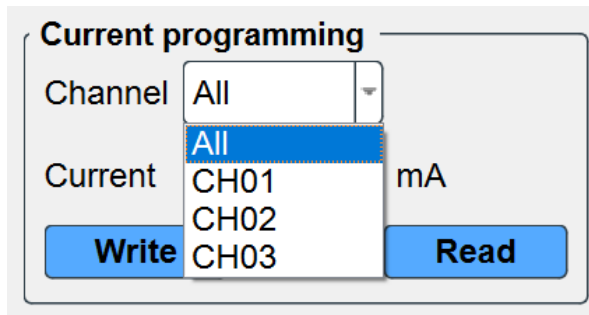 Current programming
Channel All
All
Current mA
CH01
CH02
CH03
Write Read